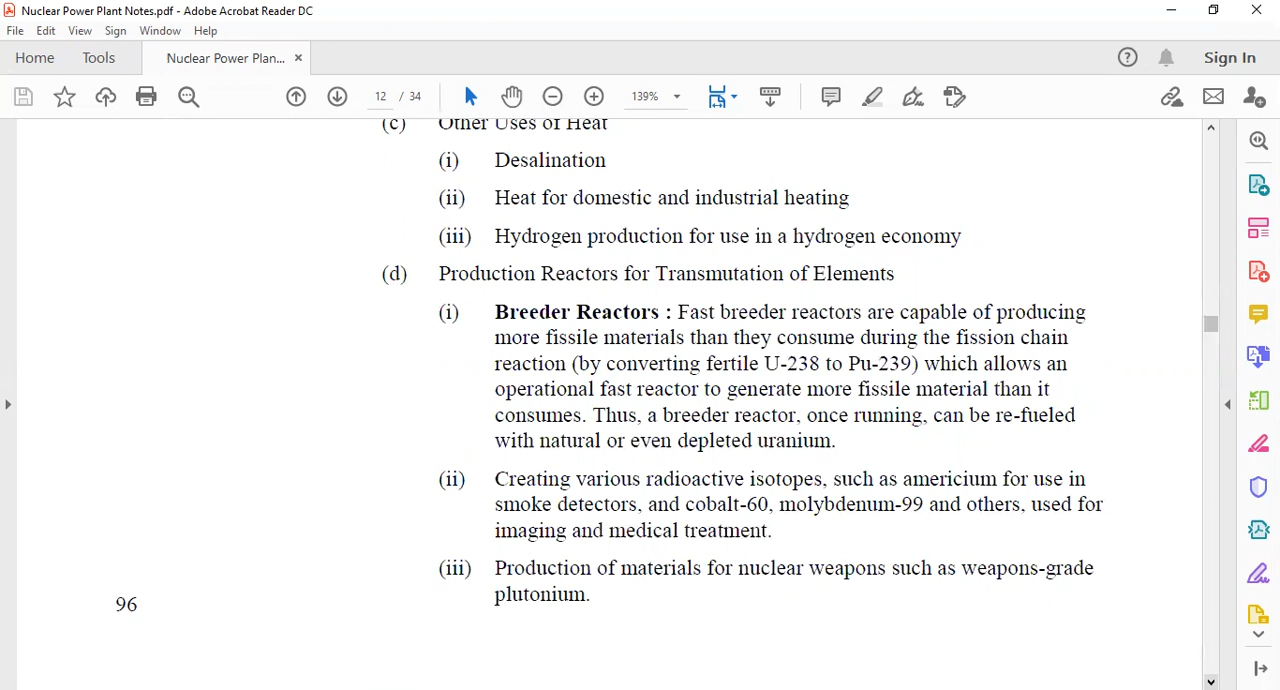 Nuclear Power Plant Notes.pdf - Adobe Acrobat Reader DC
File Edit View Sign Window Help
Home Tools Nuclear Power Plan... × Sign In
12 / 34 139%
(c) Other Uses of Heat
(i) Desalination
(ii) Heat for domestic and industrial heating
(iii) Hydrogen production for use in a hydrogen economy
(d) Production Reactors for Transmutation of Elements
(i) Breeder Reactors : Fast breeder reactors are capable of producing
more fissile materials than they consume during the fission chain
reaction (by converting fertile U-238 to Pu-239) which allows an
operational fast reactor to generate more fissile material than it
consumes. Thus, a breeder reactor, once running, can be re-fueled
with natural or even depleted uranium.
(ii) Creating various radioactive isotopes, such as americium for use in
smoke detectors, and cobalt-60, molybdenum-99 and others, used for
imaging and medical treatment.
(iii) Production of materials for nuclear weapons such as weapons-grade
plutonium.
96